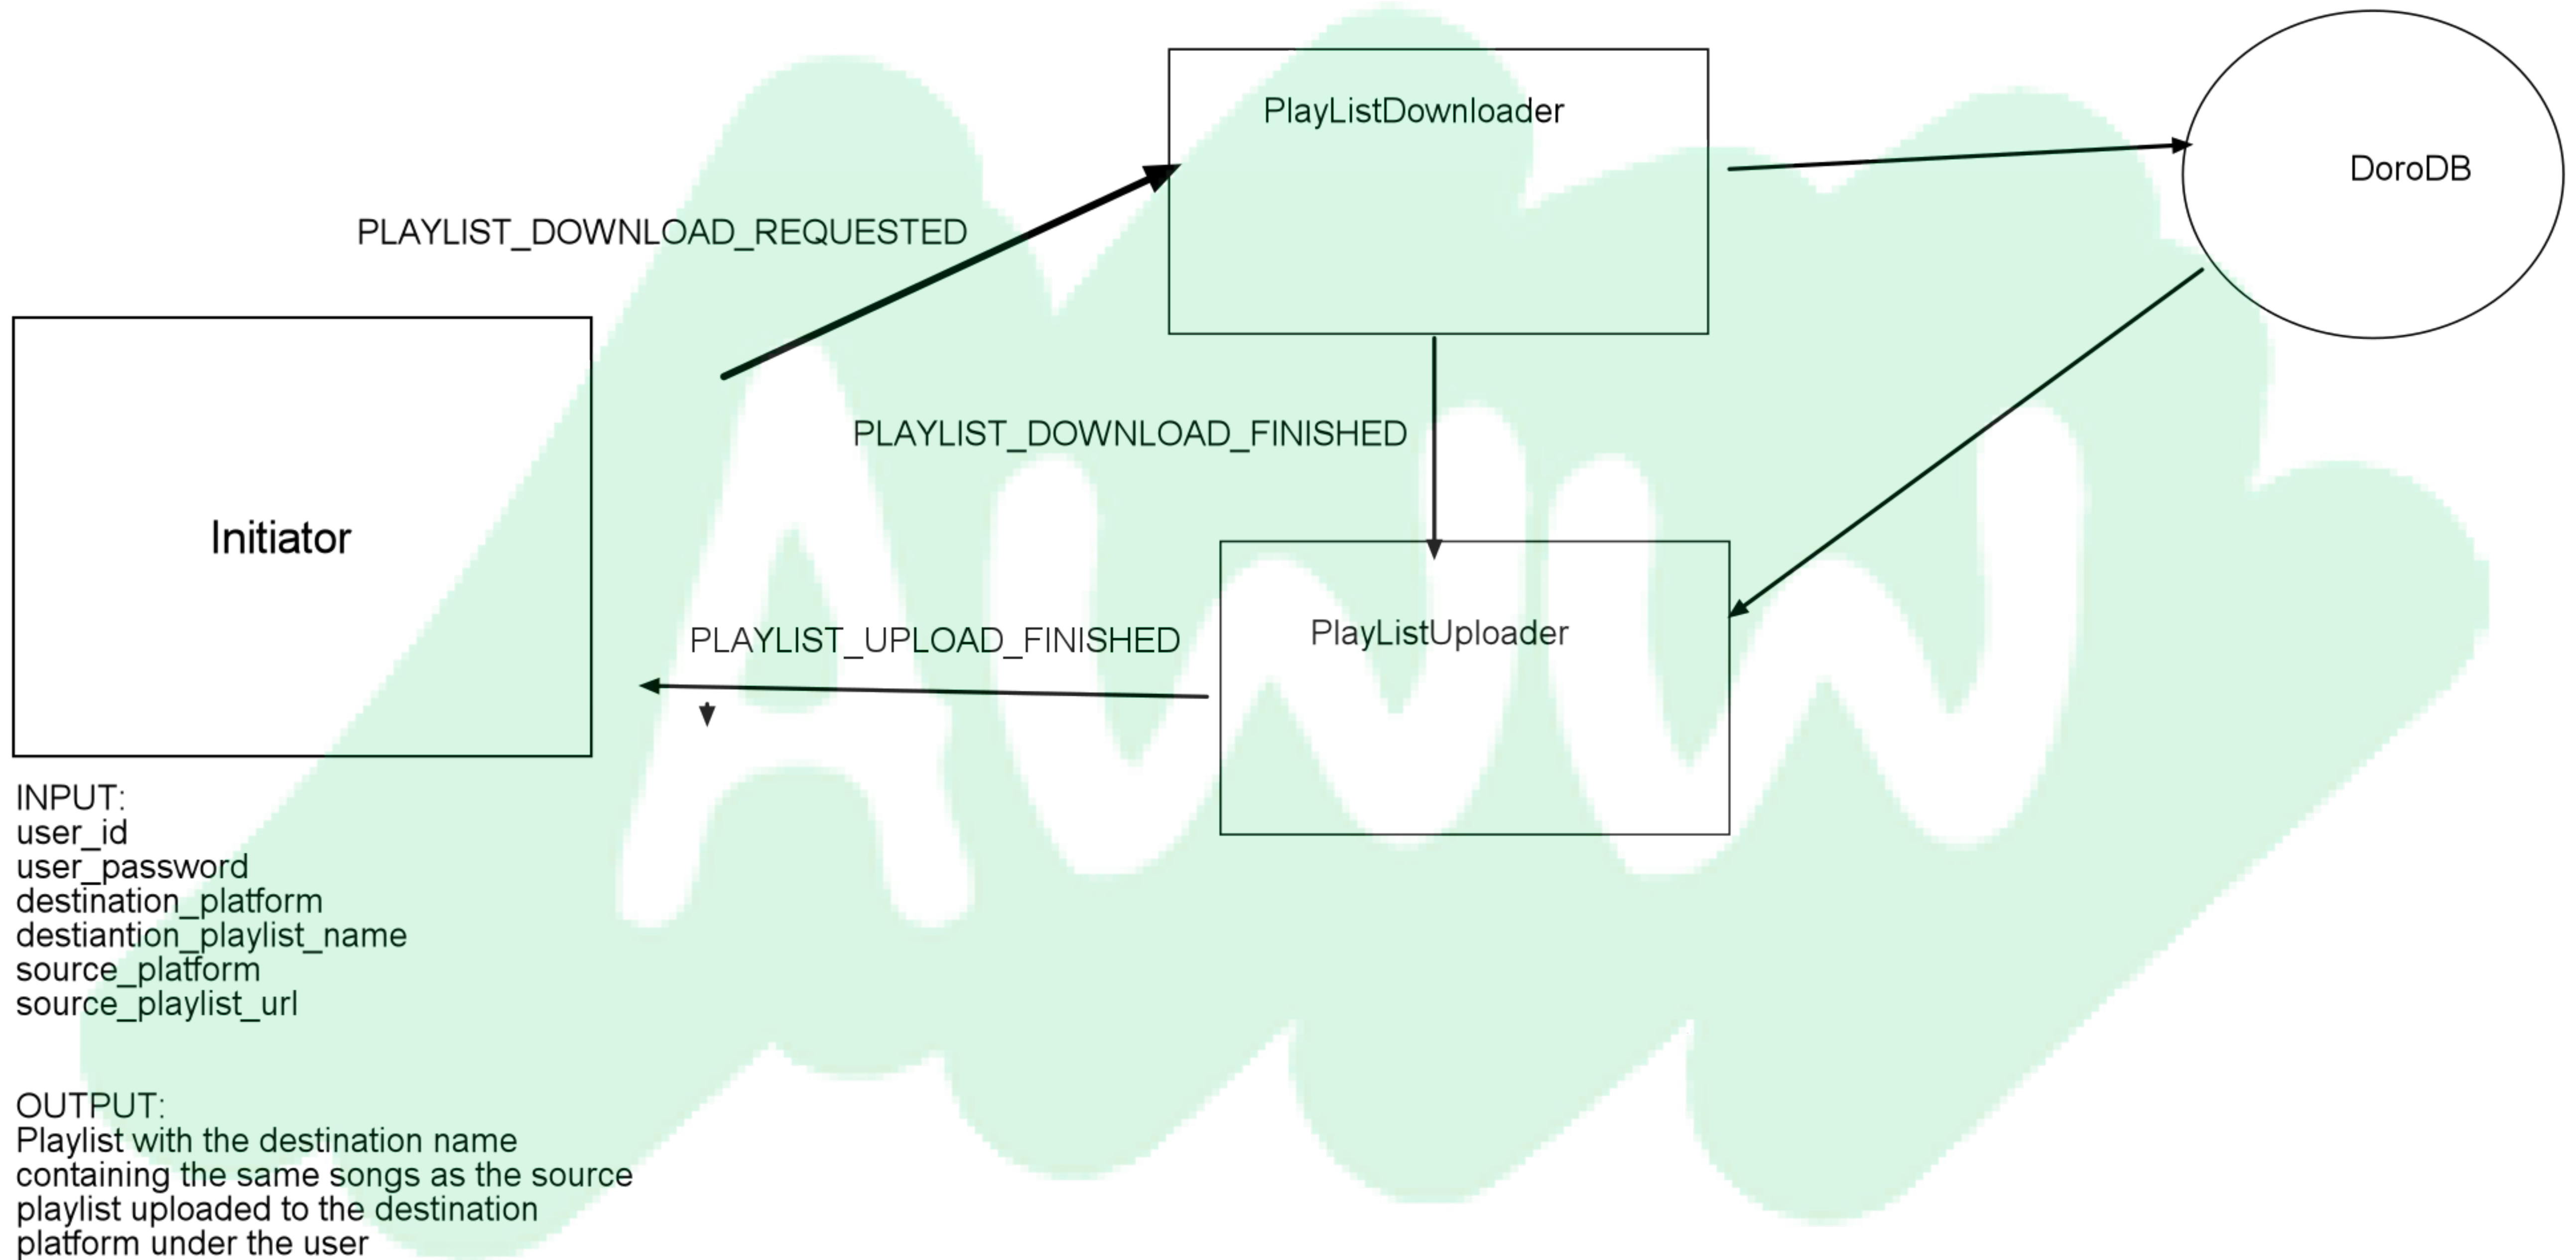 PlayListDownloader
DoroDB
PLAYLIST_DOWNLOAD_REQUESTED
PLAYLIST_DOWNLOAD_FINISHED
Initiator
PLAYLIST_UPLOAD_FINISHED
PlayListUploader
INPUT:
user_id
user_password
destination_platform
destiantion_playlist_name
source_platform
source_playlist_url
OUTPUT:
Playlist with the destination name
containing the same songs as the source
playlist uploaded to the destination
platform under the user
AWW